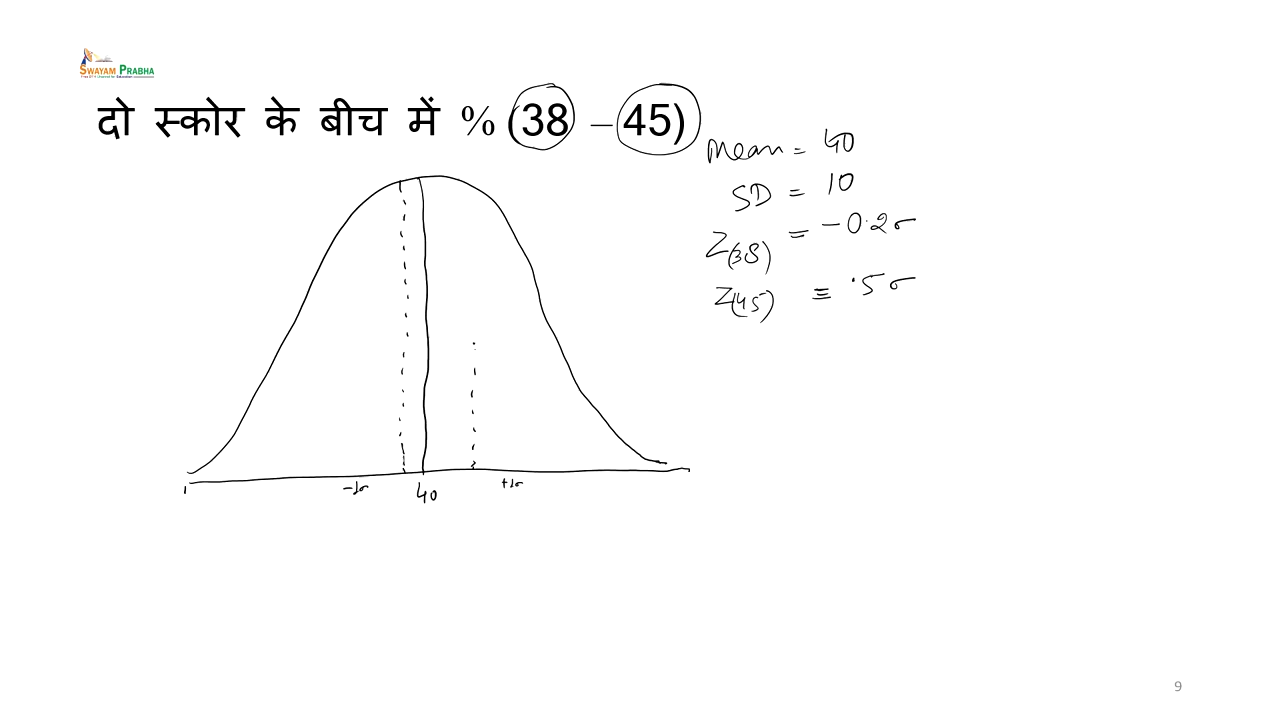 SWAYAM PRABHA
दो स्कोर के बीच में % (38 – 45)
Mean = 40
SD = 10
Z(38) = -0.2σ
Z(45) = .5σ
-1σ 40 +1σ
9